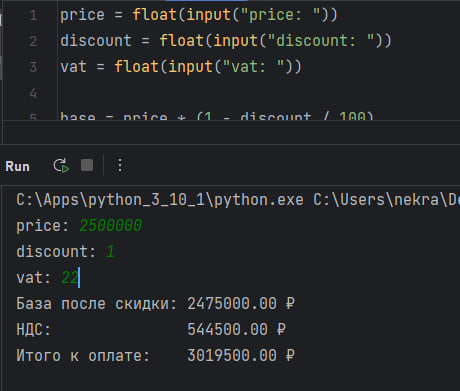 1 price = float(input("price: "))
2 discount = float(input("discount: "))
3 vat = float(input("vat: "))
4
5 base = price * (1 - discount / 100)
Run
C:\Apps\python_3_10_1\python.exe C:\Users\nekra\De
price: 2500000
discount: 1
vat: 22
База после скидки: 2475000.00 ₽
НДС: 544500.00 ₽
Итого к оплате: 3019500.00 ₽